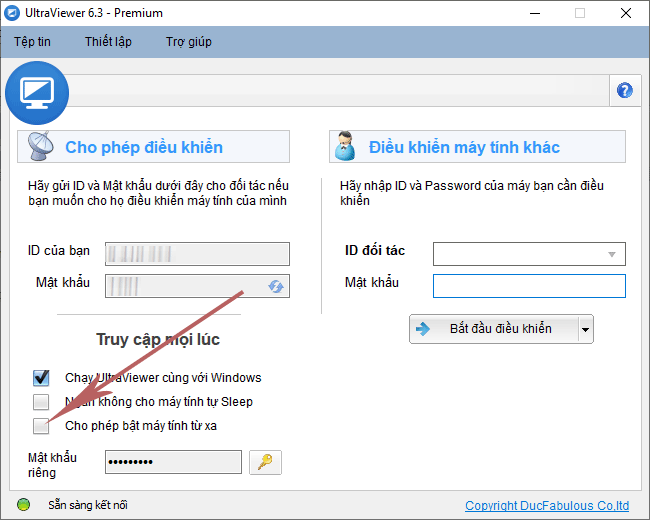 UltraViewer 6.3 - Premium
Tệp tin
Thiết lập
Trợ giúp
Cho phép điều khiển
Hãy gửi ID và Mật khẩu dưới đây cho đối tác nếu
bạn muốn cho họ điều khiển máy tính của mình
ID của bạn
Mật khẩu
Truy cập mọi lúc
Chạy UltraViewer cùng với Windows
Ngăn không cho máy tính tự Sleep
Cho phép bật máy tính từ xa
Mật khẩu
riêng
•••••••••
Điều khiển máy tính khác
Hãy nhập ID và Password của máy bạn cần điều
khiển
ID đối tác
Mật khẩu
Bắt đầu điều khiển
Sẵn sàng kết nối
Copyright DucFabulous Co,ltd